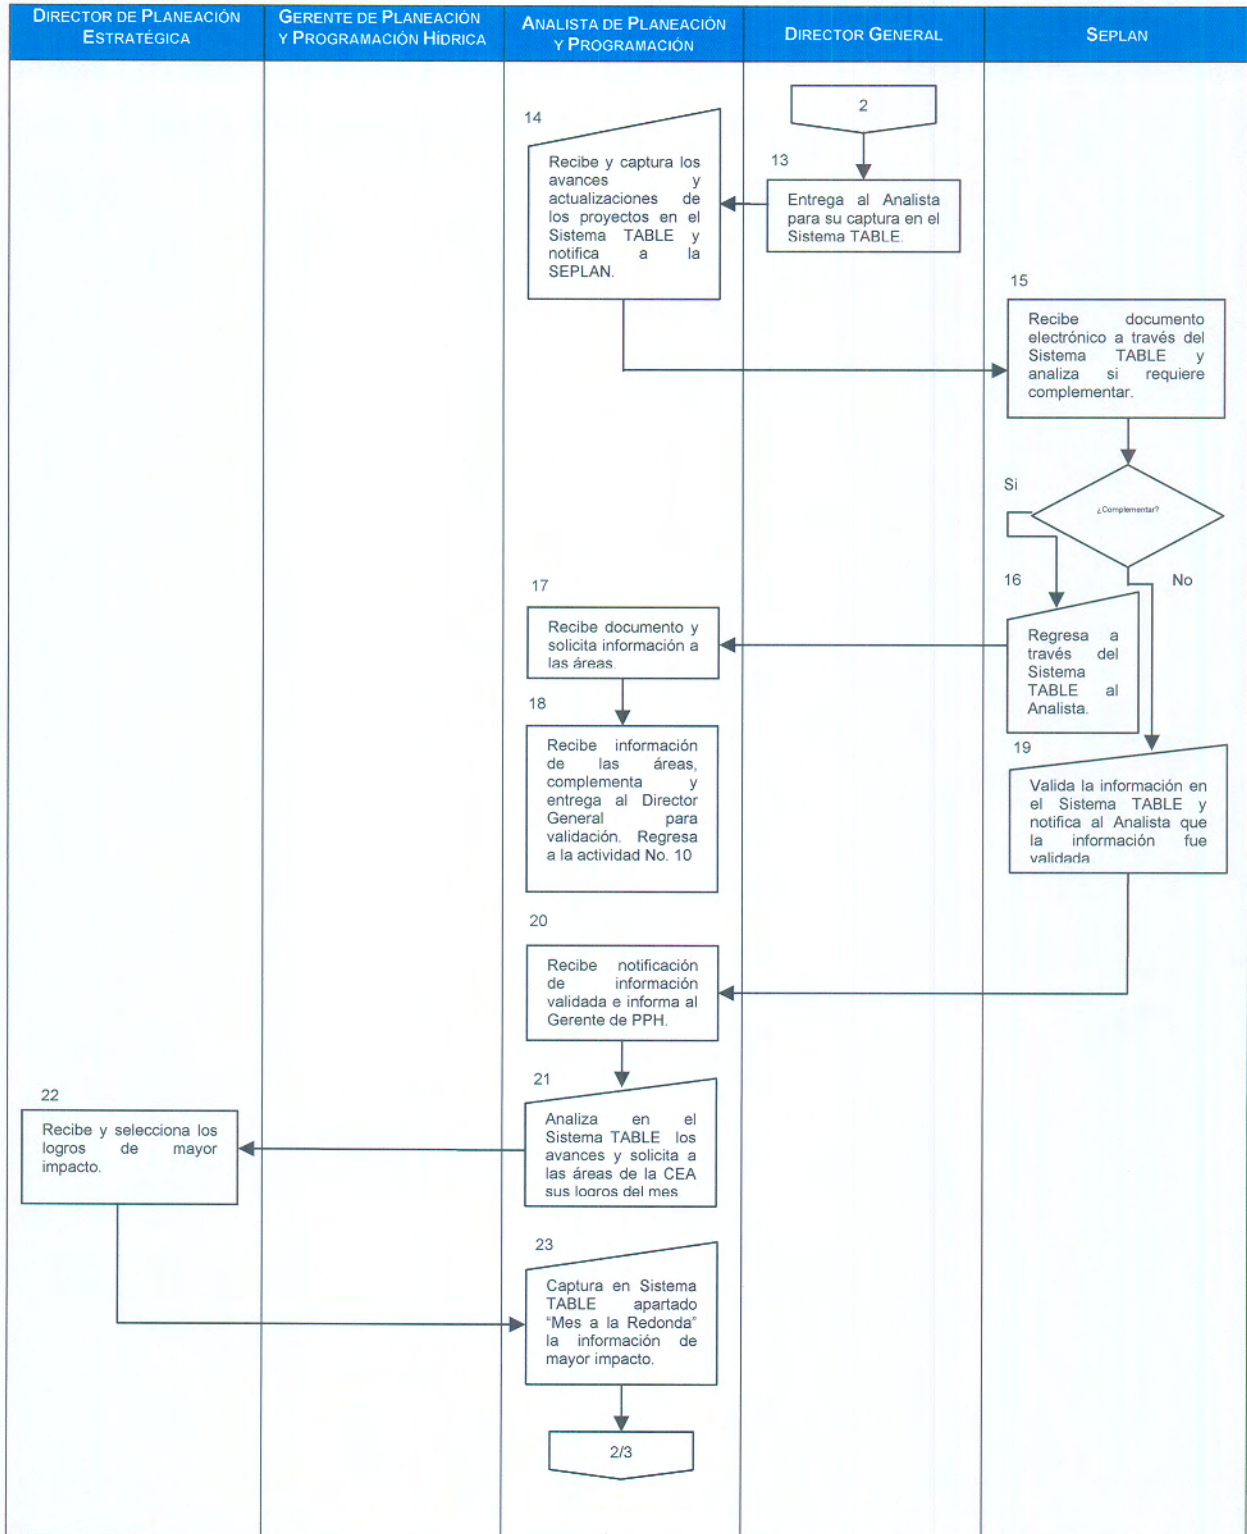 DIRECTOR DE PLANEACIÓN
ESTRATÉGICA
GERENTE DE PLANEACIÓN
Y PROGRAMACIÓN HÍDRICA
ANALISTA DE PLANEACIÓN
Y PROGRAMACIÓN
DIRECTOR GENERAL
SEPLAN
2
13
Entrega al Analista
para su captura en el
Sistema TABLE.
14
Recibe y captura los
avances y
actualizaciones de
los proyectos en el
Sistema TABLE y
notifica a la
SEPLAN.
15
Recibe documento
electrónico a través del
Sistema TABLE y
analiza si requiere
complementar.
¿Complementar?
Si
No
16
Regresa a
través del
Sistema
TABLE al
Analista.
17
Recibe documento y
solicita información a
las áreas
18
Recibe información
de las áreas,
complementa y
entrega al Director
General para
validación. Regresa
a la actividad No. 10
19
Valida la información en
el Sistema TABLE y
notifica al Analista que
la información fue
validada
20
Recibe notificación
de información
validada e informa al
Gerente de PPH.
21
Analiza en el
Sistema TABLE los
avances y solicita a
las áreas de la CEA
sus logros del mes
22
Recibe y selecciona los
logros de mayor
impacto.
23
Captura en Sistema
TABLE apartado
“Mes a la Redonda”
la información de
mayor impacto.
2/3